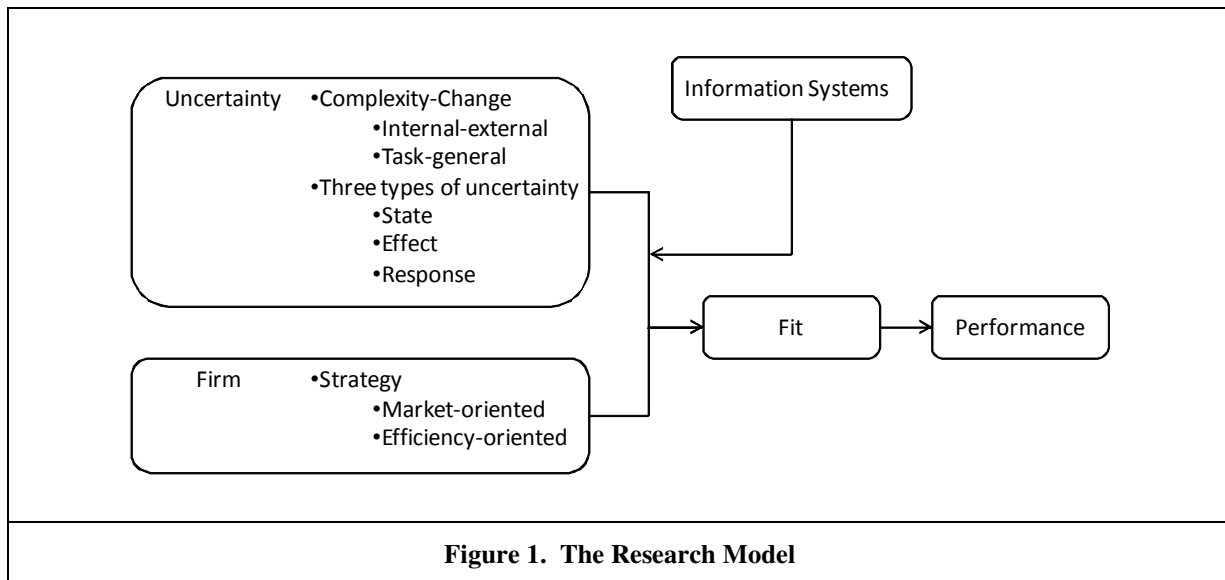 Uncertainty •Complexity-Change
•Internal-external
•Task-general
•Three types of uncertainty
•State
•Effect
•Response
Information Systems
Fit
Performance
Firm •Strategy
•Market-oriented
•Efficiency-oriented
Figure 1. The Research Model